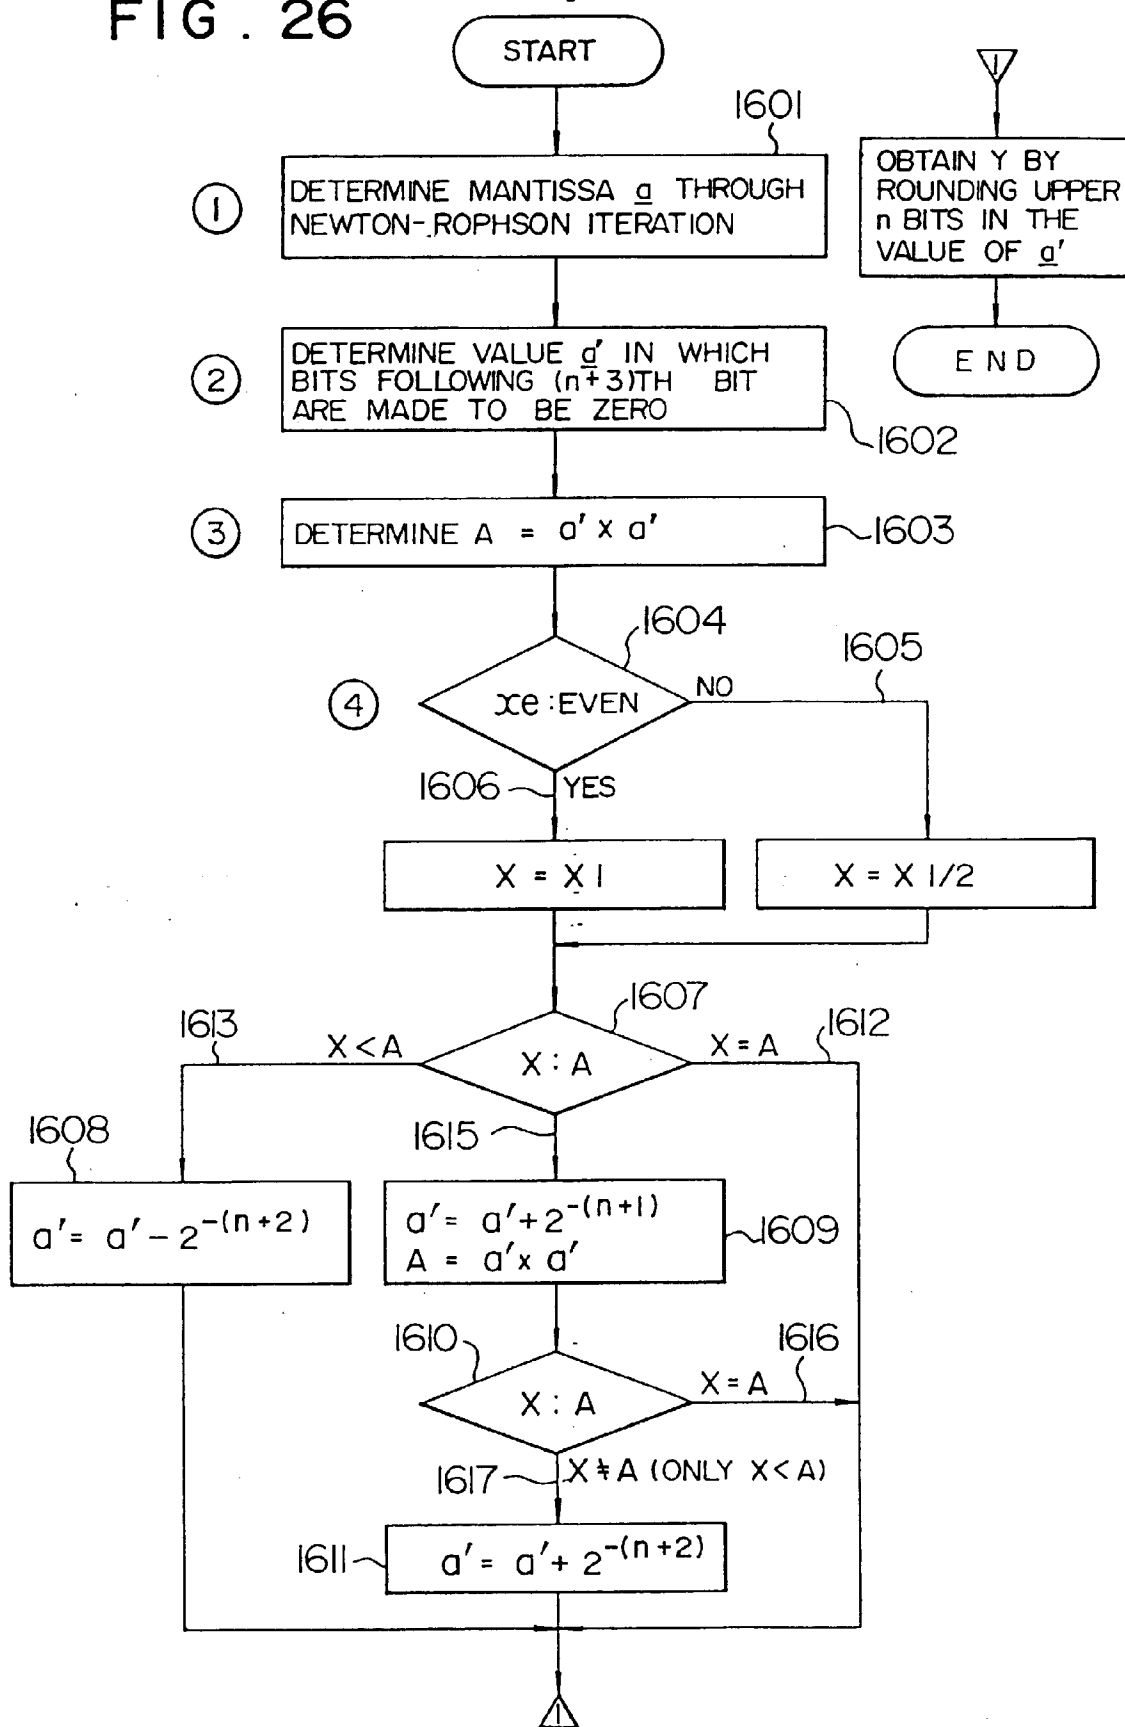 FIG. 26
START
1601
① DETERMINE MANTISSA a THROUGH
NEWTON-ROPHSON ITERATION
② DETERMINE VALUE a' IN WHICH
BITS FOLLOWING (n+3)TH BIT
ARE MADE TO BE ZERO
1602
③ DETERMINE A = a' x a'
1603
1604
④ xe : EVEN
NO
1605
1606
YES
X = X1
X = X1/2
1607
X : A
X < A
1613
X = A
1612
1615
1608
a' = a' - 2^-(n+2)
a' = a' + 2^-(n+1)
A = a' x a'
1609
1610
X : A
X = A
1616
1617
X ≠ A (ONLY X < A)
1611
a' = a' + 2^-(n+2)
1
1
OBTAIN Y BY
ROUNDING UPPER
n BITS IN THE
VALUE OF a'
END